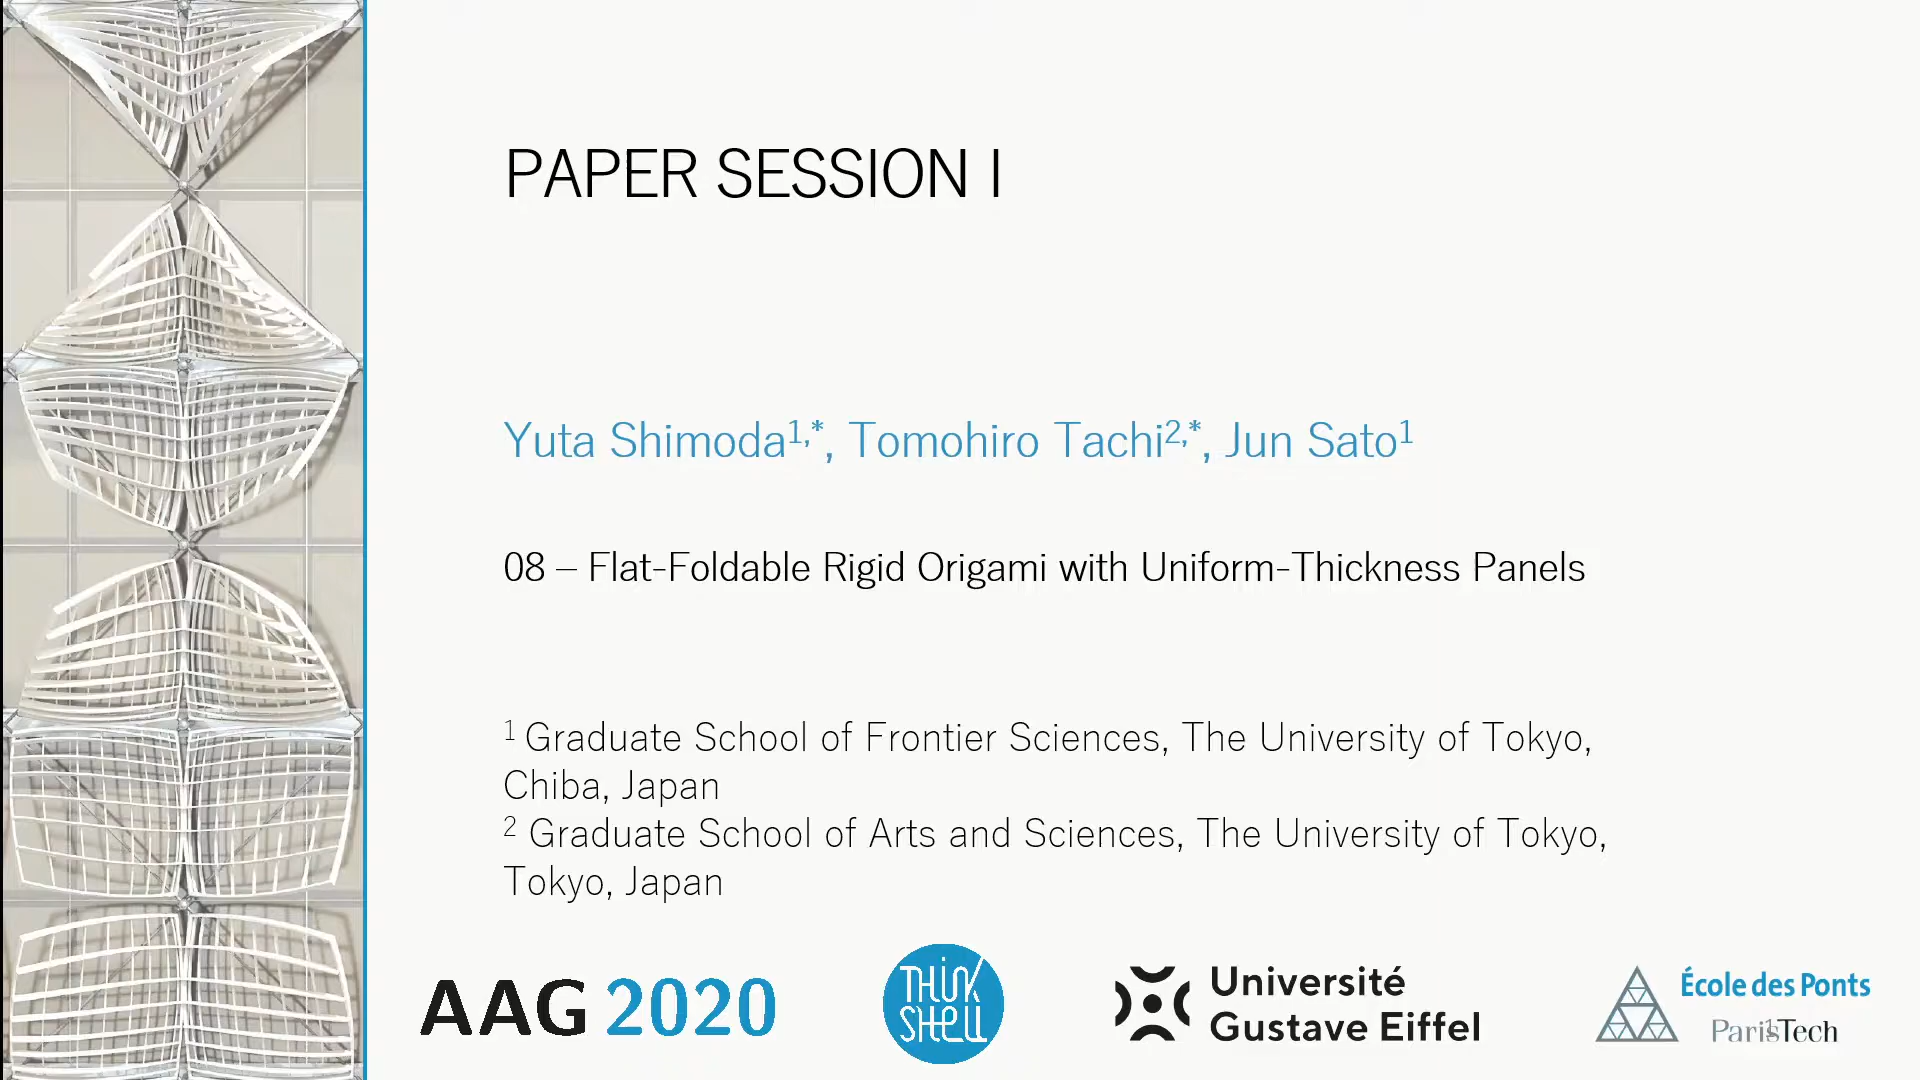 PAPER SESSION I
Yuta Shimoda1,*, Tomohiro Tachi2,*, Jun Sato1
08 – Flat-Foldable Rigid Origami with Uniform-Thickness Panels
1 Graduate School of Frontier Sciences, The University of Tokyo,
Chiba, Japan
2 Graduate School of Arts and Sciences, The University of Tokyo,
Tokyo, Japan
AAG 2020
THINK
SHELL
Université
Gustave Eiffel
École des Ponts
ParisTech
1